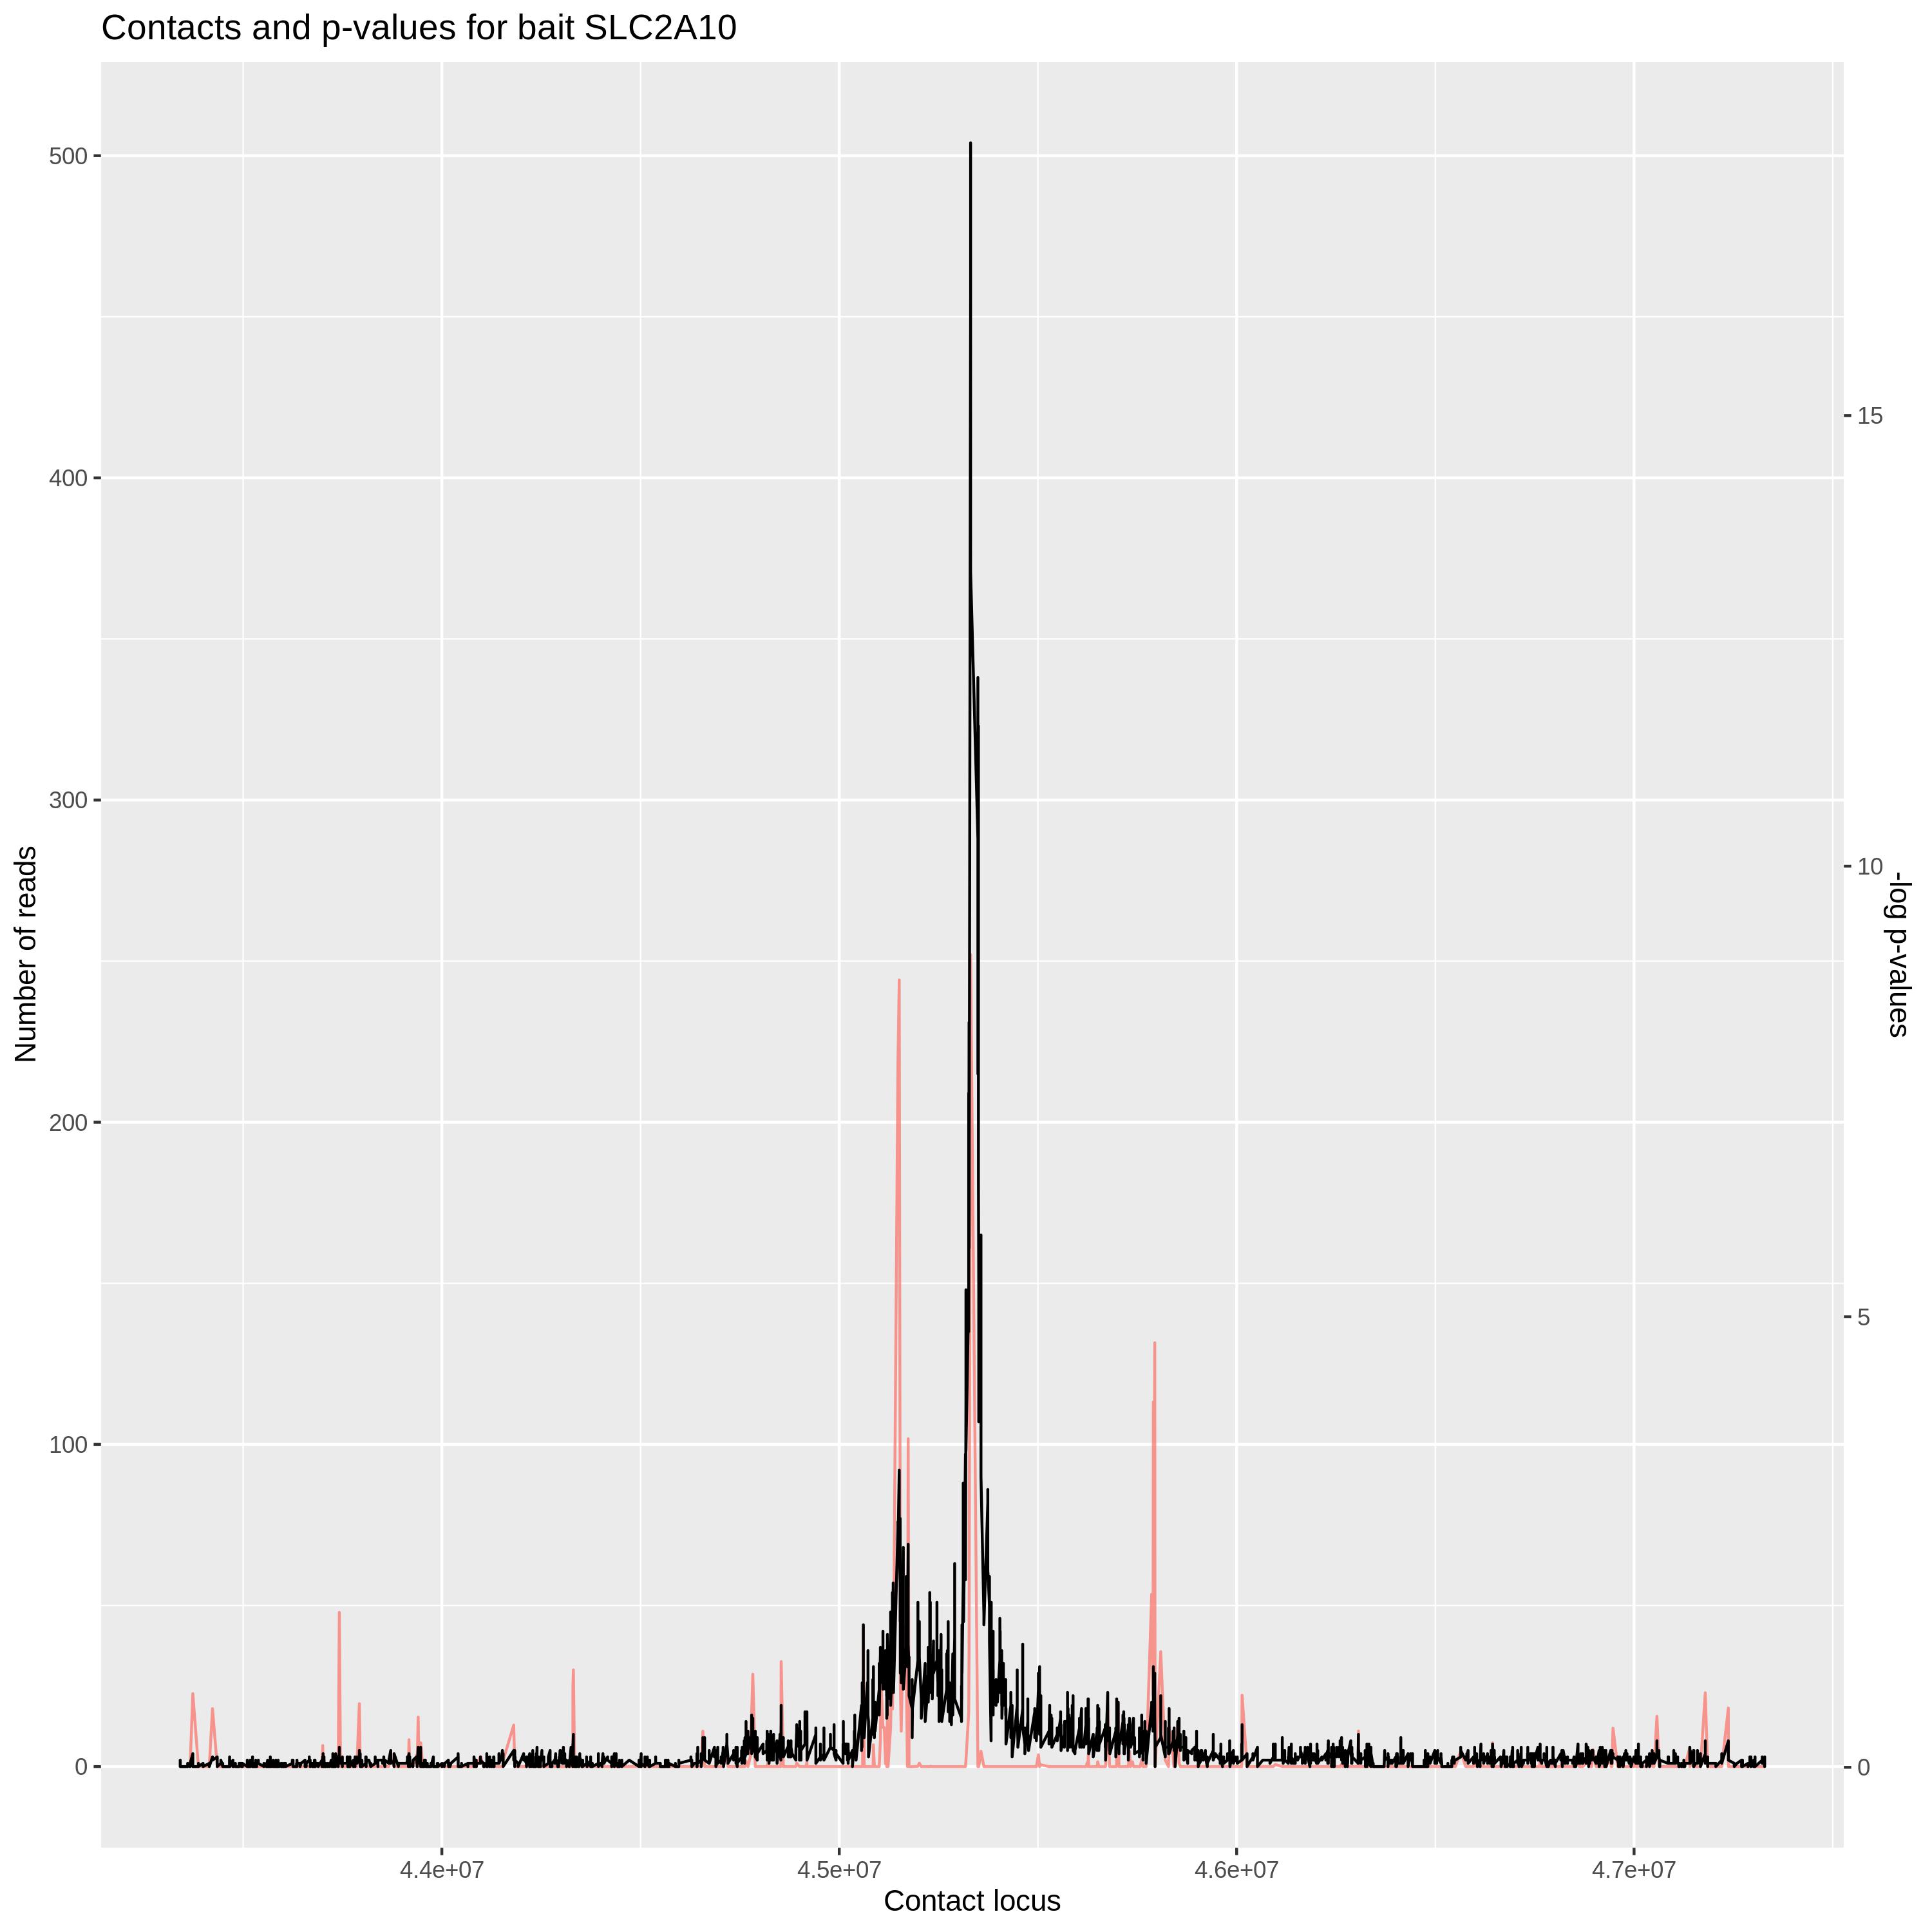 Contacts and p-values for bait SLC2A10
500
400
300
200
100
0
Number of reads
15
10
5
0
-log p-values
4.4e+07
4.5e+07
4.6e+07
4.7e+07
Contact locus